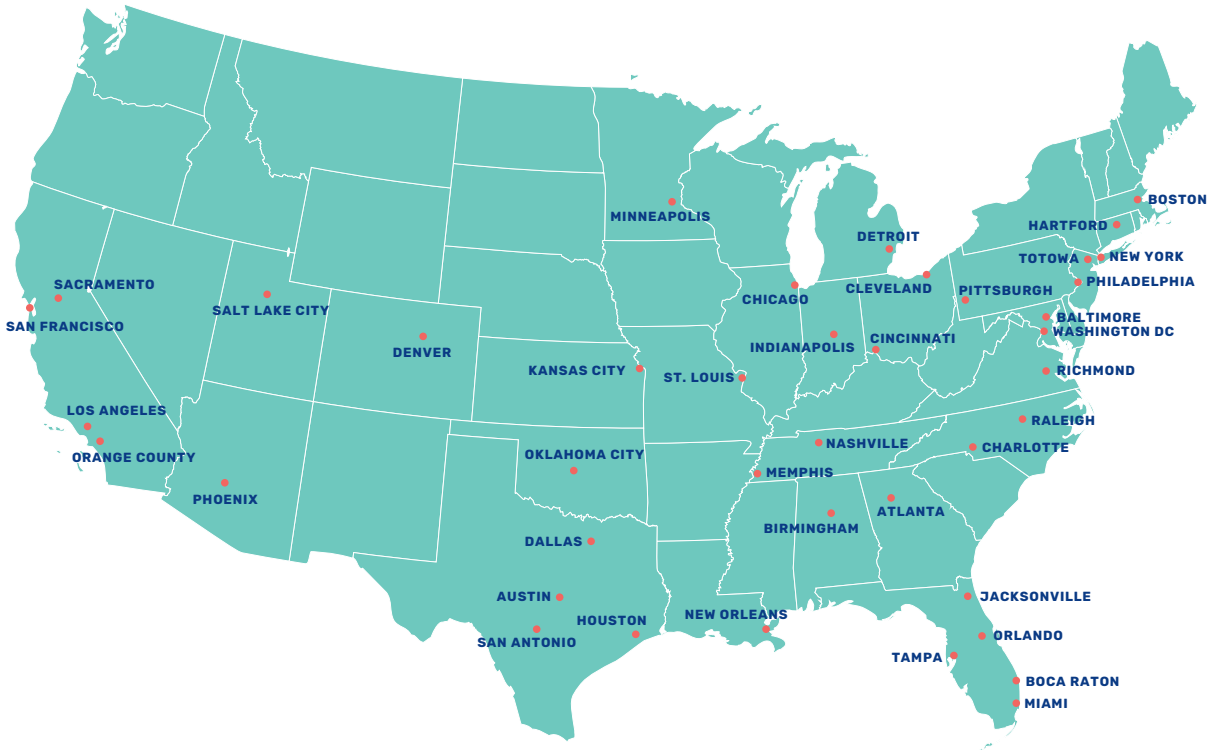 BOSTON
MINNEAPOLIS
HARTFORD
DETROIT
NEW YORK
TOTOWA
PHILADELPHIA
SACRAMENTO
CLEVELAND
PITTSBURGH
CHICAGO
SALT LAKE CITY
BALTIMORE
SAN FRANCISCO
WASHINGTON DC
CINCINNATI
INDIANAPOLIS
DENVER
KANSAS CITY
ST. LOUIS
RICHMOND
LOS ANGELES
RALEIGH
NASHVILLE
CHARLOTTE
OKLAHOMA CITY
ORANGE COUNTY
MEMPHIS
PHOENIX
ATLANTA
BIRMINGHAM
DALLAS
AUSTIN
JACKSONVILLE
NEW ORLEANS
HOUSTON
ORLANDO
SAN ANTONIO
TAMPA
BOCA RATON
MIAMI